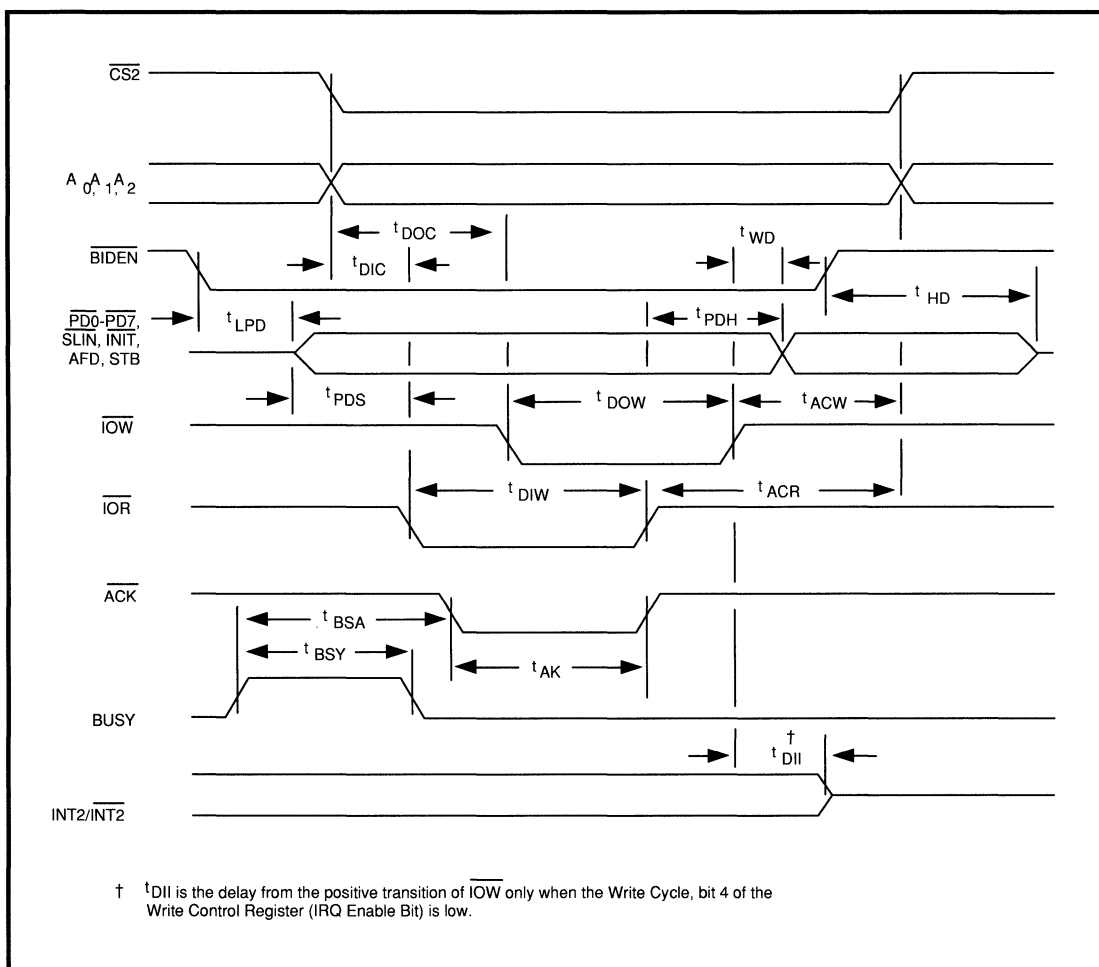 CS2
A0,A1,A2
tDOC
tWD
BIDEN
tDIC
tHD
PD0-PD7,
SLIN, INIT,
AFD, STB
tLPD
tPDH
tPDS
tDOW
tACW
IOW
tDIW
tACR
IOR
ACK
tBSA
tBSY
tAK
BUSY
†
tDII
INT2/INT2
† tDII is the delay from the positive transition of IOW only when the Write Cycle, bit 4 of the
Write Control Register (IRQ Enable Bit) is low.